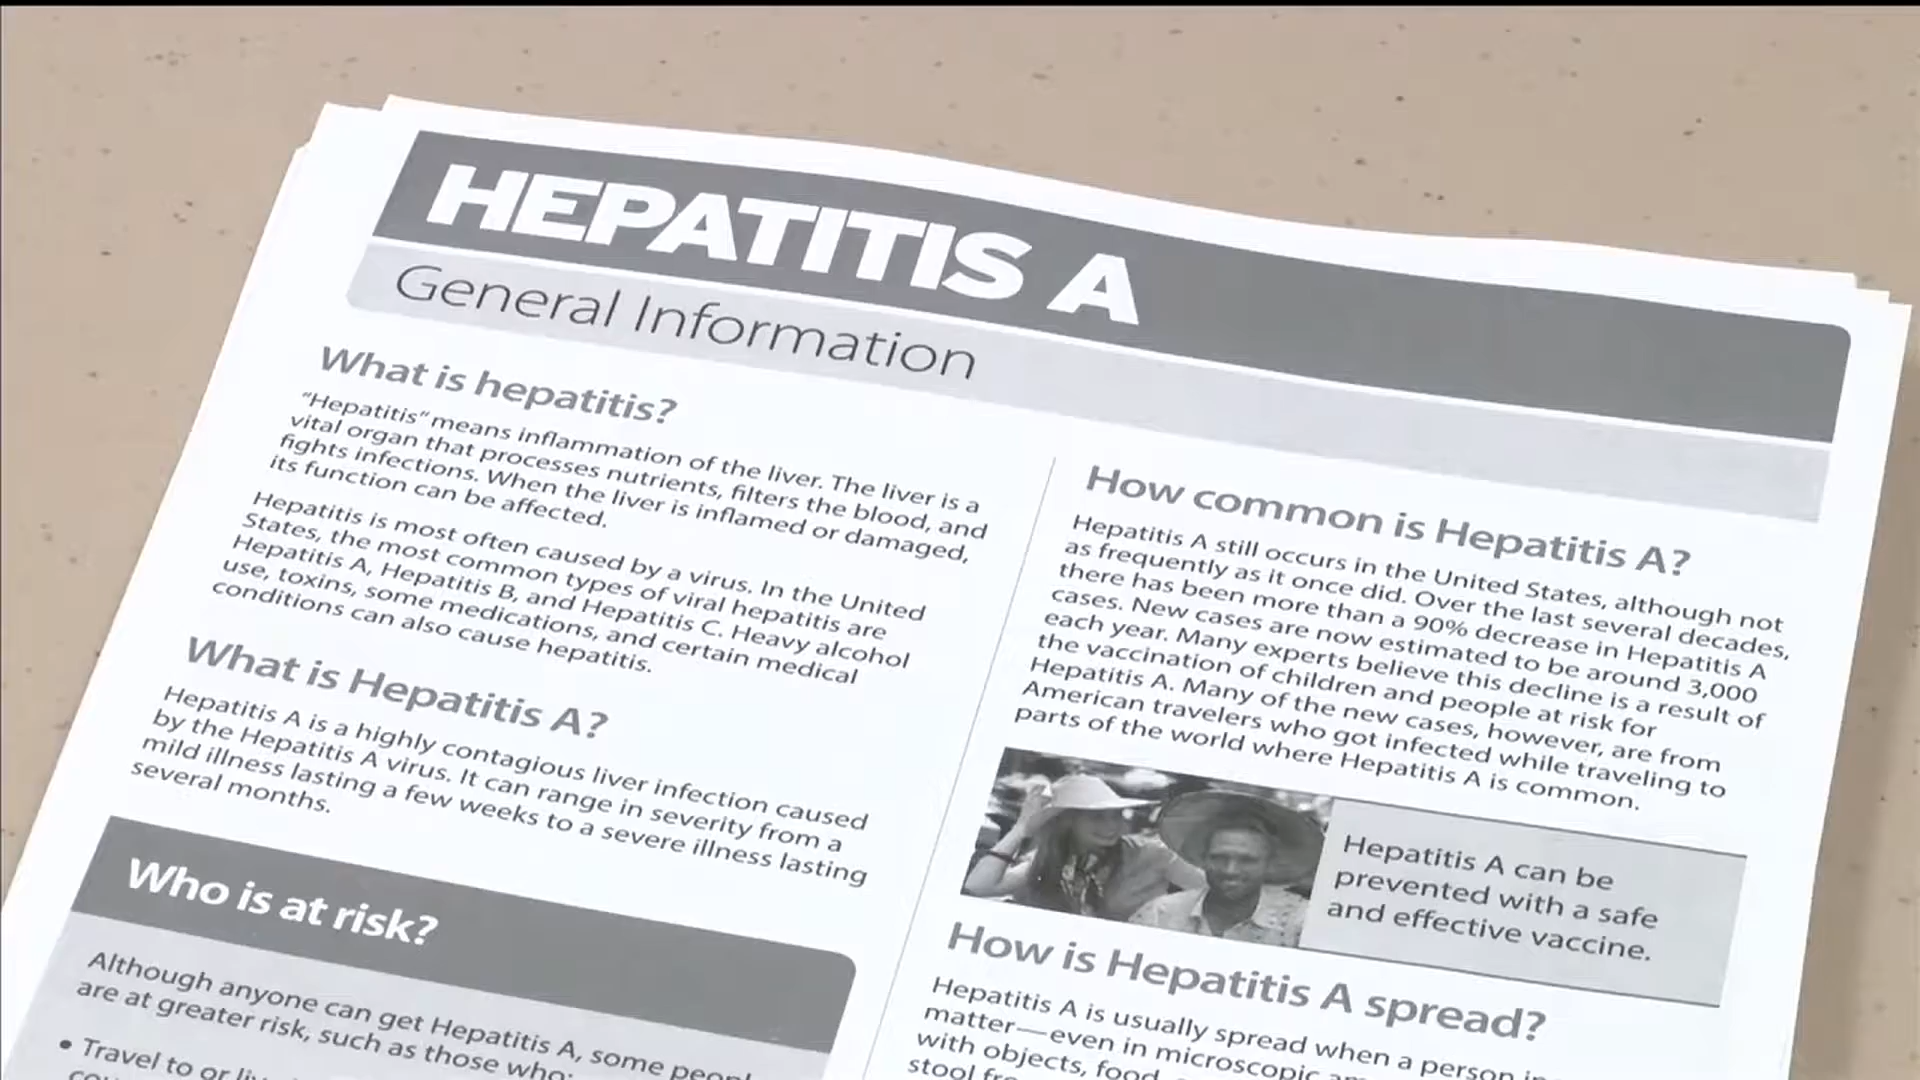 HEPATITIS A
General Information
What is hepatitis?
"Hepatitis" means inflammation of the liver. The liver is a
vital organ that processes nutrients, filters the blood, and
fights infections. When the liver is inflamed or damaged,
its function can be affected.
Hepatitis is most often caused by a virus. In the United
States, the most common types of viral hepatitis are
Hepatitis A, Hepatitis B, and Hepatitis C. Heavy alcohol
use, toxins, some medications, and certain medical
conditions can also cause hepatitis.
What is Hepatitis A?
Hepatitis A is a highly contagious liver infection caused
by the Hepatitis A virus. It can range in severity from a
mild illness lasting a few weeks to a severe illness lasting
several months.
Who is at risk?
Although anyone can get Hepatitis A, some
are at greater risk, such as those who:
• Travel to or
How common is Hepatitis A?
Hepatitis A still occurs in the United States, although not
as frequently as it once did. Over the last several decades,
there has been more than a 90% decrease in Hepatitis A
cases. New cases are now estimated to be around 3,000
each year. Many experts believe this decline is a result of
the vaccination of children and people at risk for
Hepatitis A. Many of the new cases, however, are from
American travelers who got infected while traveling to
parts of the world where Hepatitis A is common.
Hepatitis A can be
prevented with a safe
and effective vaccine.
How is Hepatitis A spread?
Hepatitis A is usually spread when a person
matter—even in microscopic
with objects, food,
stool